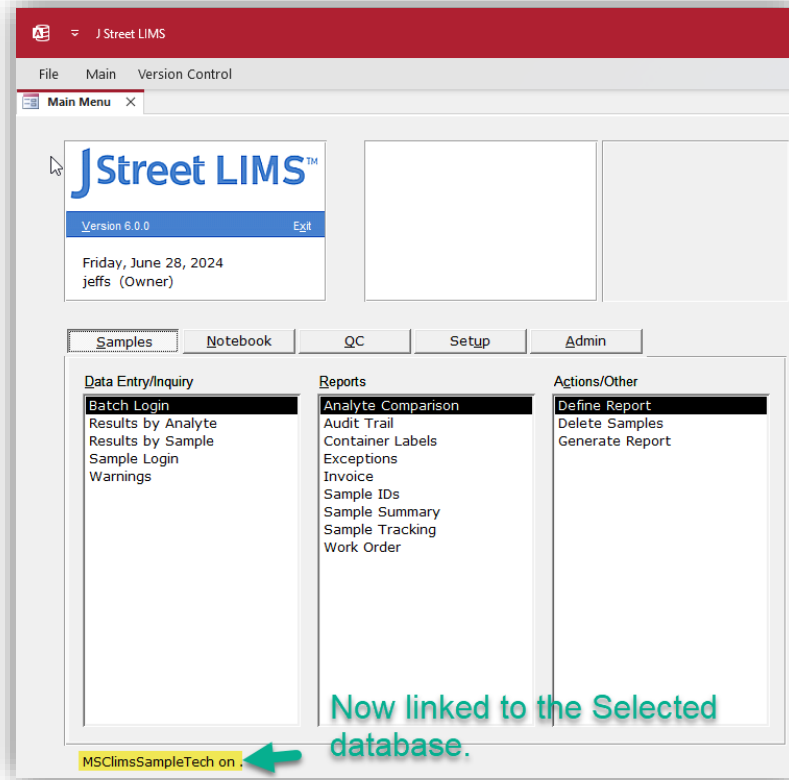 J Street LIMS
File Main Version Control
Main Menu X
J Street LIMS™
Version 6.0.0 Exit
Friday, June 28, 2024
jeffs (Owner)
Samples Notebook QC Setup Admin
Data Entry/Inquiry
Batch Login
Results by Analyte
Results by Sample
Sample Login
Warnings
Reports
Analyte Comparison
Audit Trail
Container Labels
Exceptions
Invoice
Sample IDs
Sample Summary
Sample Tracking
Work Order
Actions/Other
Define Report
Delete Samples
Generate Report
Now linked to the Selected
database.
MSClimsSampleTech on .